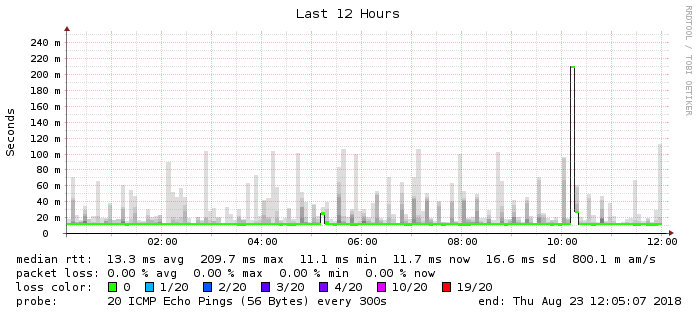 Last 12 Hours
RRDTOOL / TOBI OETIKER
Seconds
240 m
220 m
200 m
180 m
160 m
140 m
120 m
100 m
80 m
60 m
40 m
20 m
0
02:00 04:00 06:00 08:00 10:00 12:00
median rtt: 13.3 ms avg 209.7 ms max 11.1 ms min 11.7 ms now 16.6 ms sd 800.1 m am/s
packet loss: 0.00 % avg 0.00 % max 0.00 % min 0.00 % now
loss color: 0 1/20 2/20 3/20 4/20 10/20 19/20
probe: 20 ICMP Echo Pings (56 Bytes) every 300s end: Thu Aug 23 12:05:07 2018